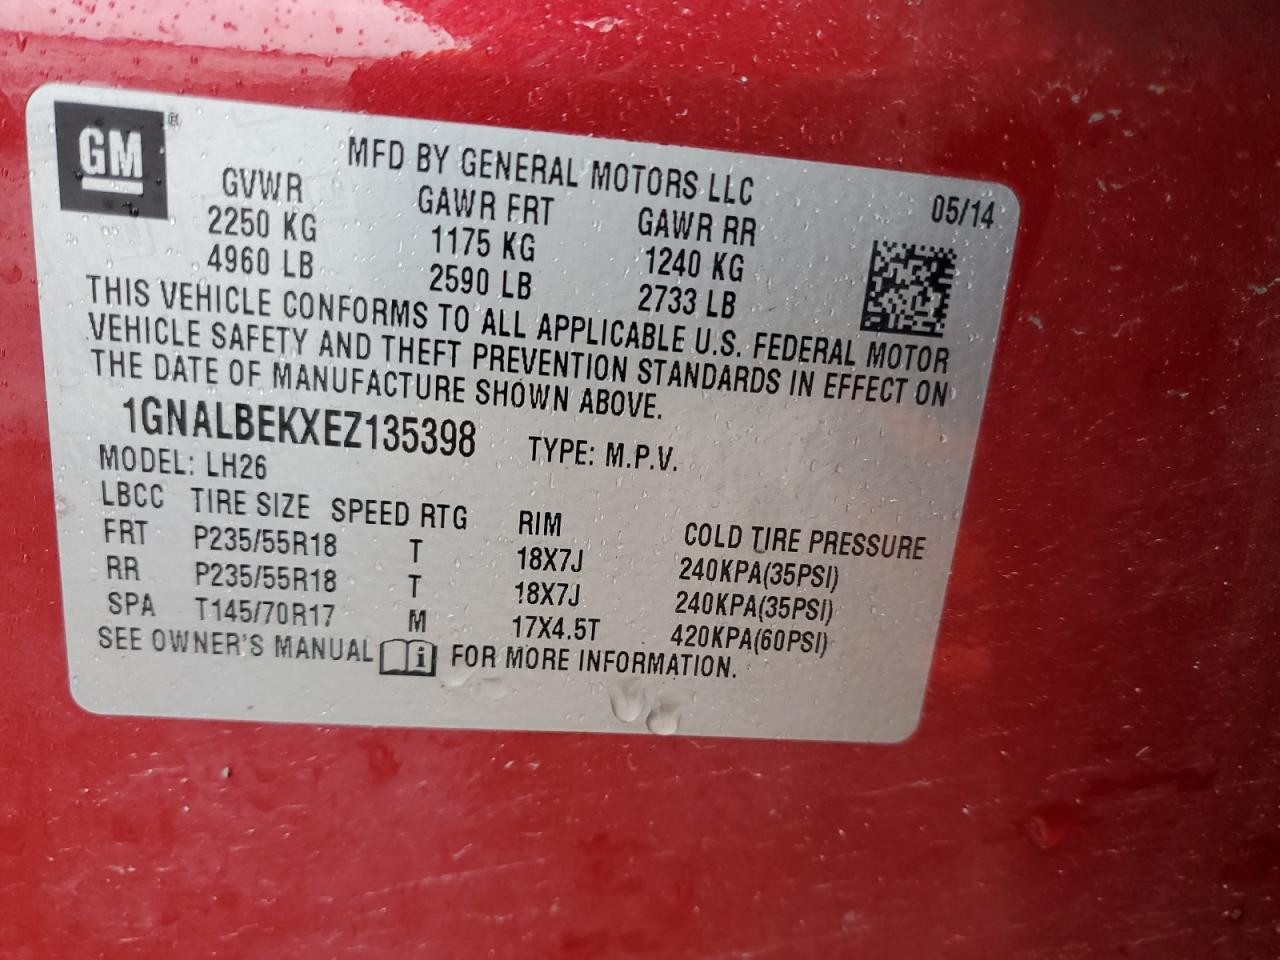 GM ®
MFD BY GENERAL MOTORS LLC
05/14
GVWR GAWR FRT GAWR RR
2250 KG 1175 KG 1240 KG
4960 LB 2590 LB 2733 LB
THIS VEHICLE CONFORMS TO ALL APPLICABLE U.S. FEDERAL MOTOR
VEHICLE SAFETY AND THEFT PREVENTION STANDARDS IN EFFECT ON
THE DATE OF MANUFACTURE SHOWN ABOVE.
1GNALBEKXEZ135398 TYPE: M.P.V.
MODEL: LH26
LBCC TIRE SIZE SPEED RTG RIM COLD TIRE PRESSURE
FRT P235/55R18 T 18X7J 240KPA(35PSI)
RR P235/55R18 T 18X7J 240KPA(35PSI)
SPA T145/70R17 M 17X4.5T 420KPA(60PSI)
SEE OWNER'S MANUAL i FOR MORE INFORMATION.